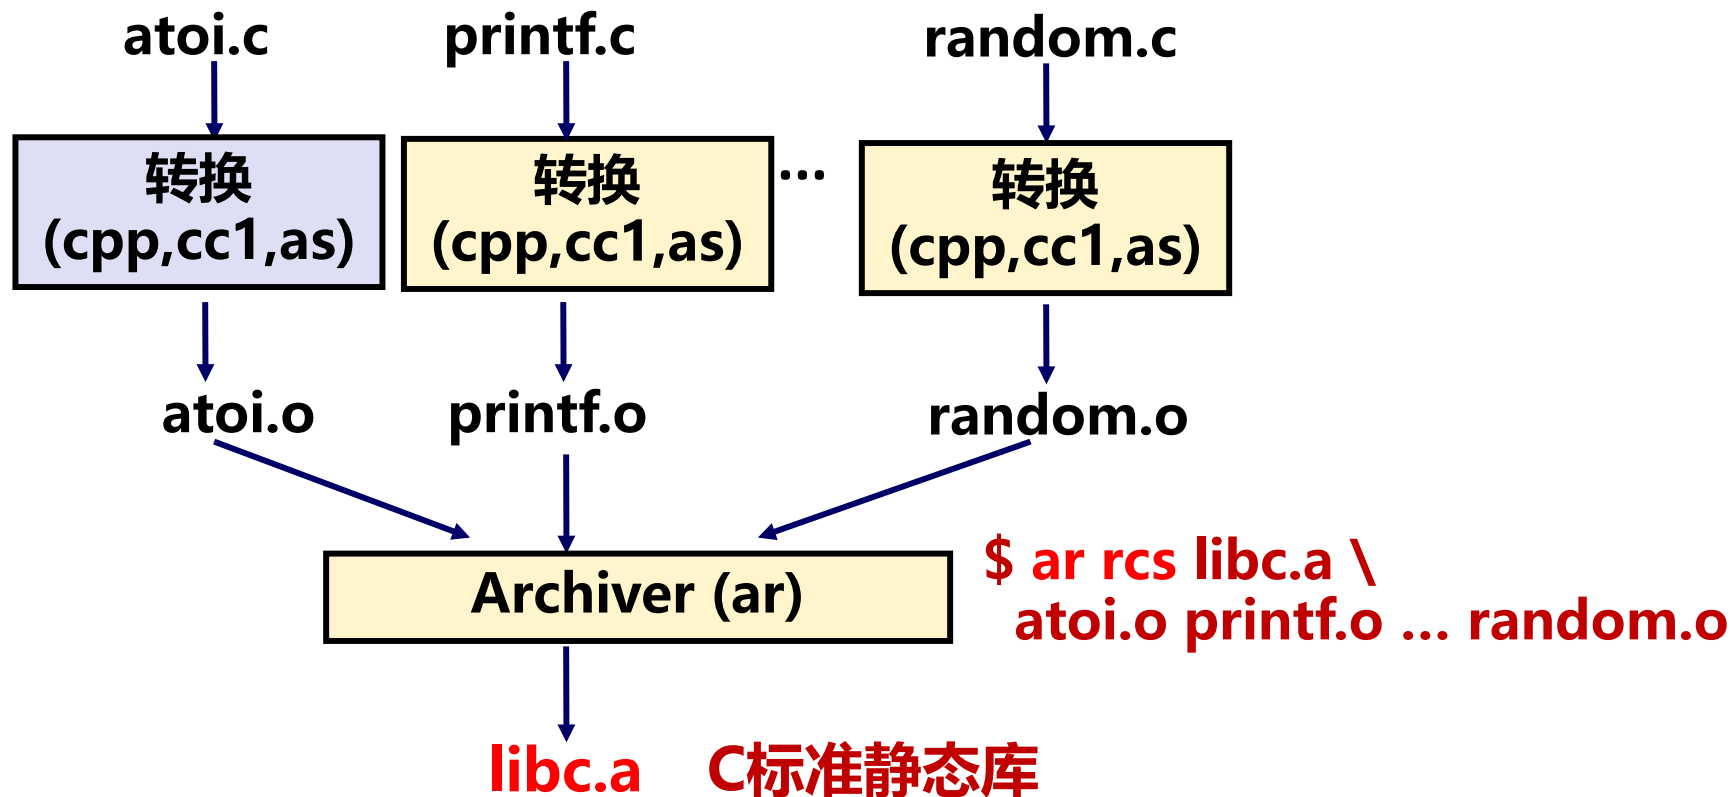 atoi.c
printf.c
random.c
转换
(cpp,cc1,as)
转换
(cpp,cc1,as)
...
转换
(cpp,cc1,as)
atoi.o
printf.o
random.o
Archiver (ar)
$ ar rcs libc.a \
atoi.o printf.o … random.o
libc.a
C标准静态库